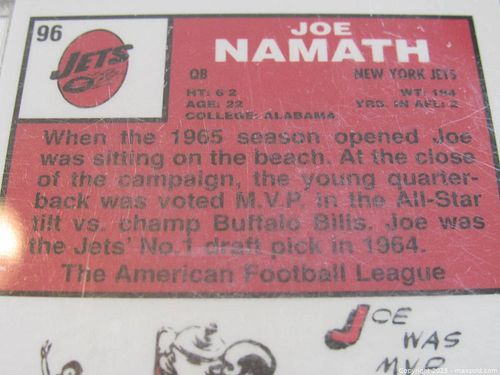 96
JETS
JOE
NAMATH
QB NEW YORK JETS
HT: 6 2 WT: 194
AGE: 22 YRS. IN AFL: 2
COLLEGE: ALABAMA
When the 1965 season opened Joe
was sitting on the beach. At the close
of the campaign, the young quarter-
back was voted M.V.P. in the All-Star
tilt vs. champ Buffalo Bills. Joe was
the Jets' No.1 draft pick in 1964.
The American Football League
JOE
WAS
MVP
Copyright 2025 - maxpold.com